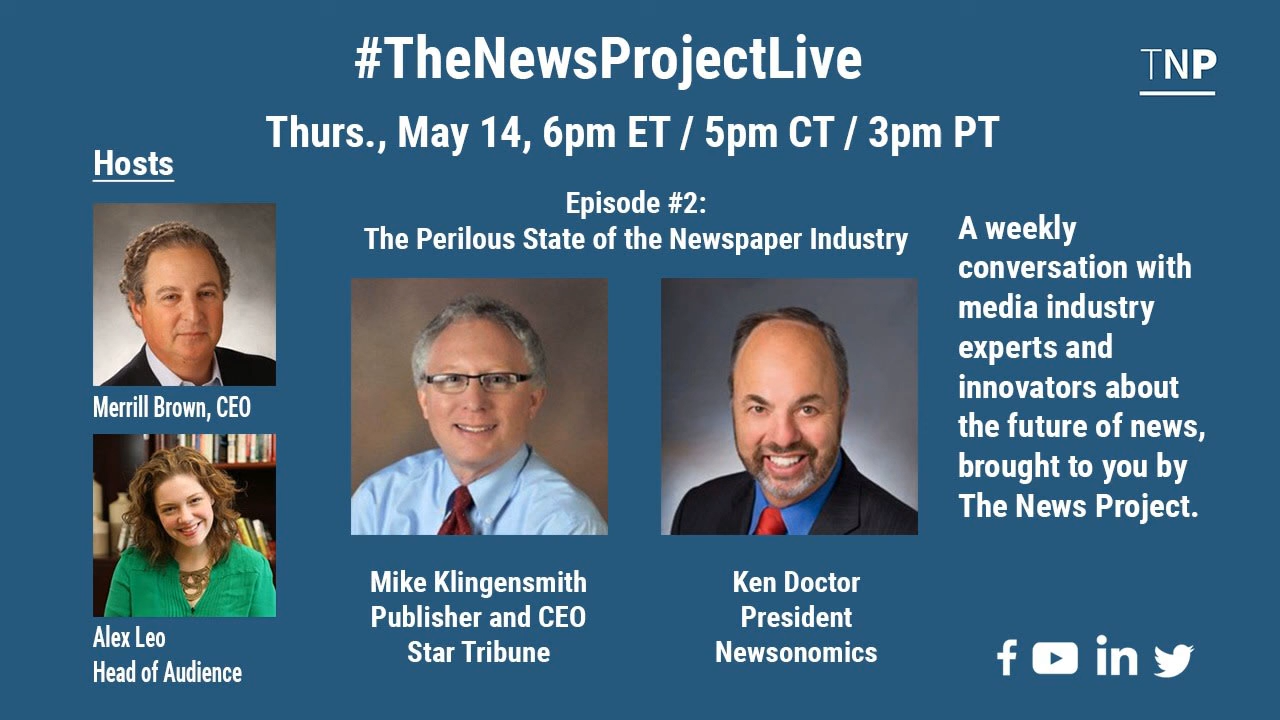 #TheNewsProjectLive
TNP
Thurs., May 14, 6pm ET / 5pm CT / 3pm PT
Hosts
Merrill Brown, CEO
Alex Leo
Head of Audience
Episode #2:
The Perilous State of the Newspaper Industry
Mike Klingensmith
Publisher and CEO
Star Tribune
Ken Doctor
President
Newsonomics
A weekly
conversation with
media industry
experts and
innovators about
the future of news,
brought to you by
The News Project.
f
in